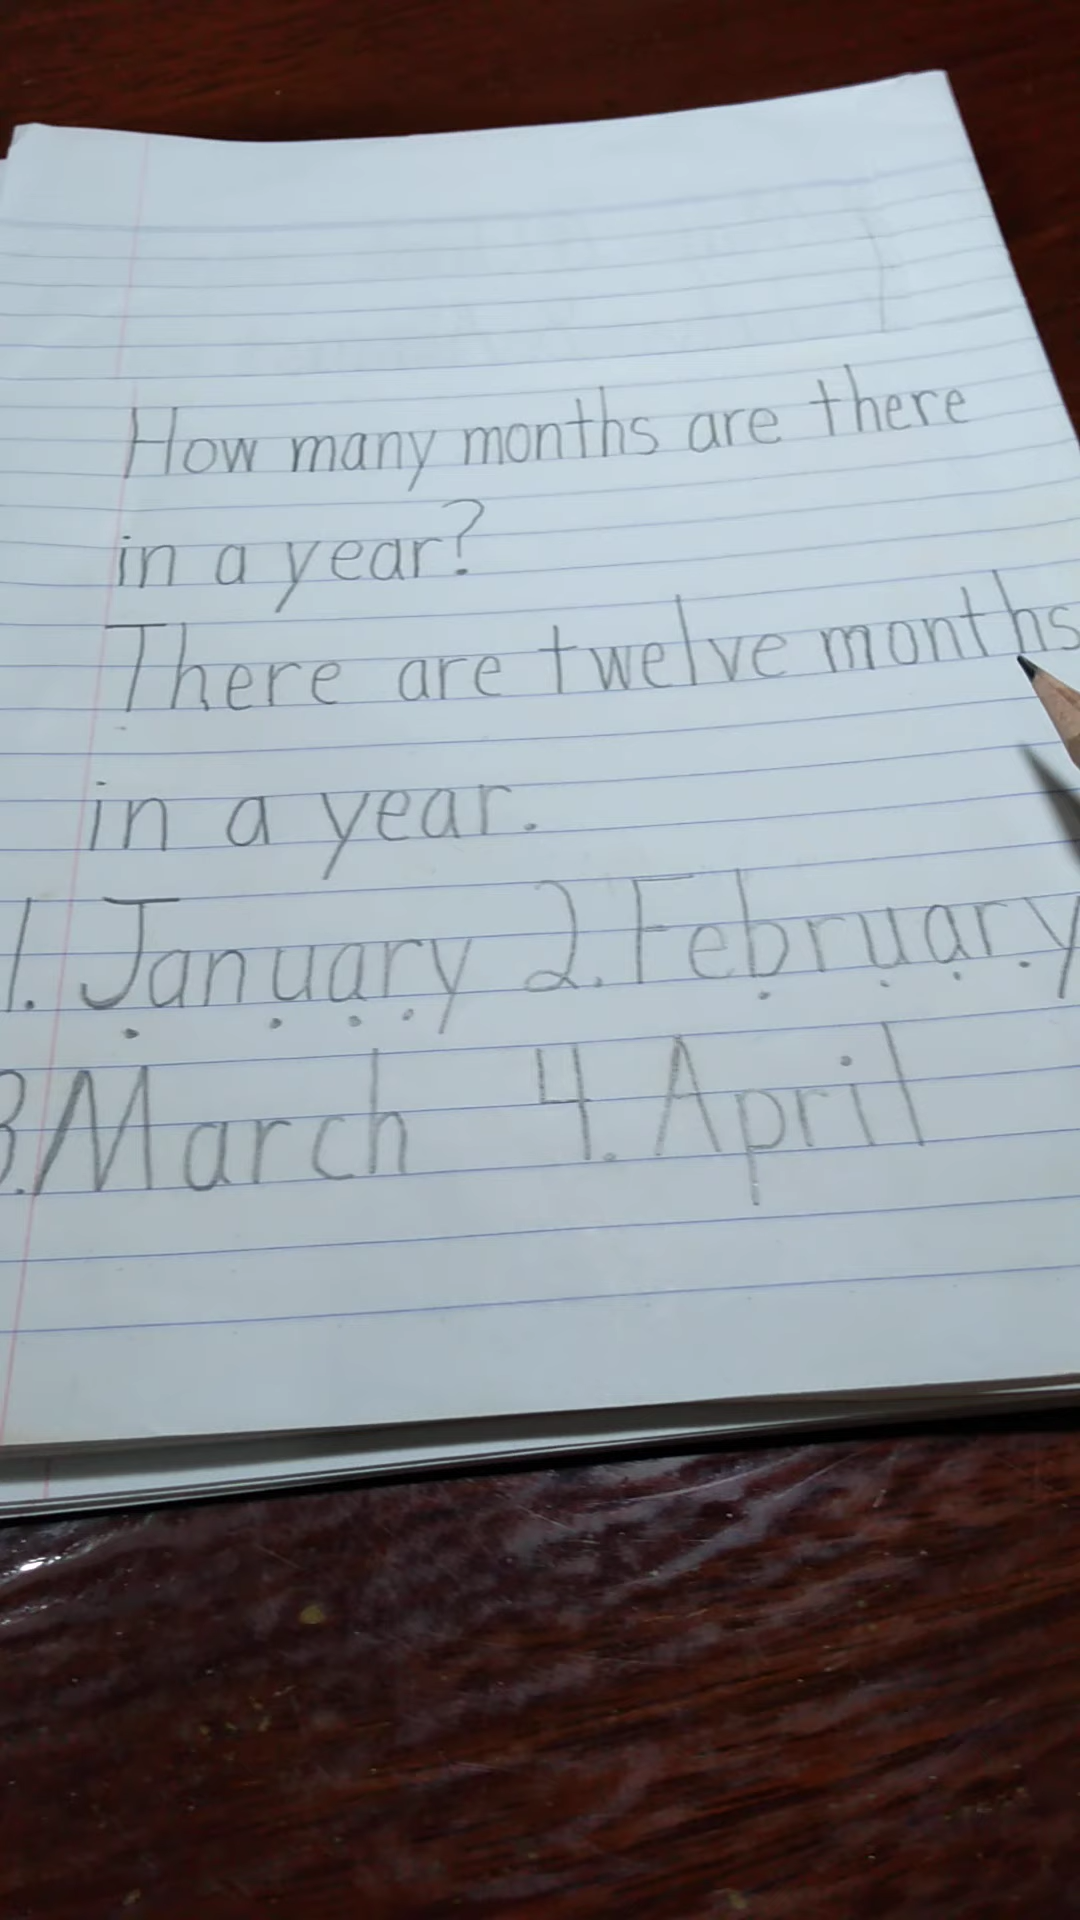 How many months are there
in a year?
There are twelve months
in a year.
1. January 2. February
3. March 4. April